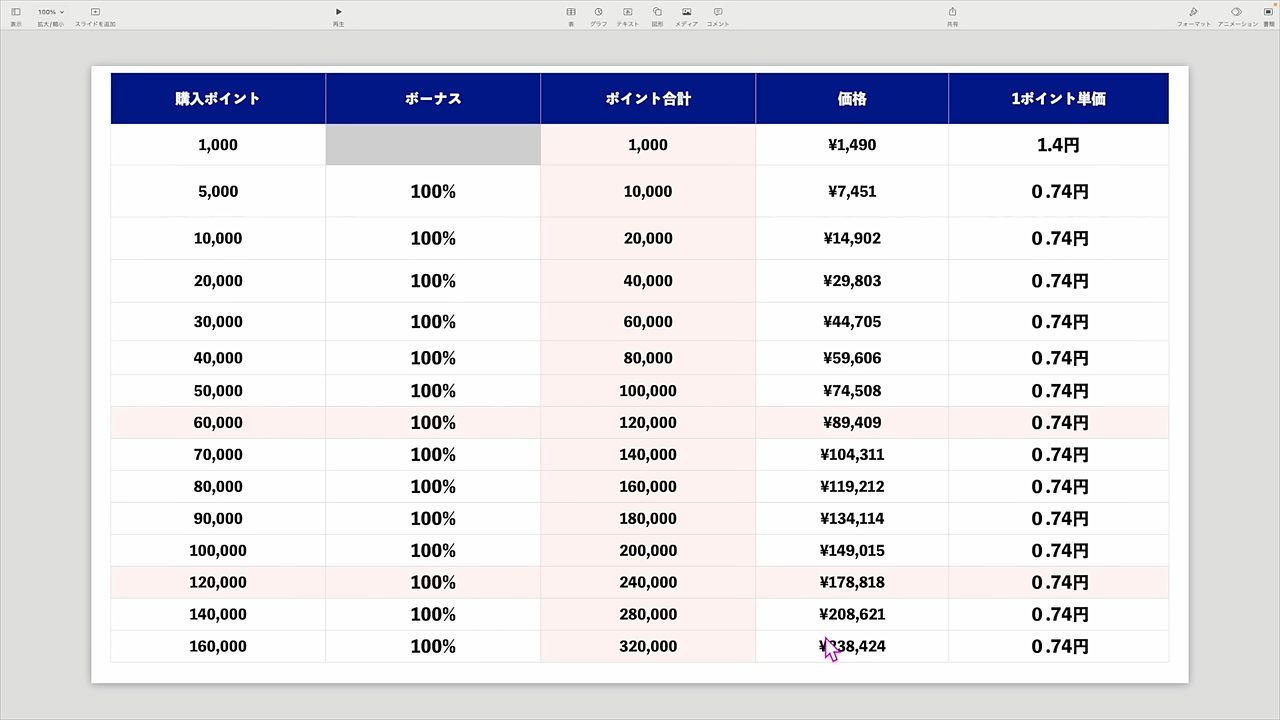 100%
表示 拡大/縮小 スライドを追加 再生 表 グラフ テキスト 図形 メディア コメント 共有 フォーマット アニメーション 書類
購入ポイント ボーナス ポイント合計 価格 1ポイント単価
1,000 1,000 ¥1,490 1.4円
5,000 100% 10,000 ¥7,451 0.74円
10,000 100% 20,000 ¥14,902 0.74円
20,000 100% 40,000 ¥29,803 0.74円
30,000 100% 60,000 ¥44,705 0.74円
40,000 100% 80,000 ¥59,606 0.74円
50,000 100% 100,000 ¥74,508 0.74円
60,000 100% 120,000 ¥89,409 0.74円
70,000 100% 140,000 ¥104,311 0.74円
80,000 100% 160,000 ¥119,212 0.74円
90,000 100% 180,000 ¥134,114 0.74円
100,000 100% 200,000 ¥149,015 0.74円
120,000 100% 240,000 ¥178,818 0.74円
140,000 100% 280,000 ¥208,621 0.74円
160,000 100% 320,000 ¥238,424 0.74円